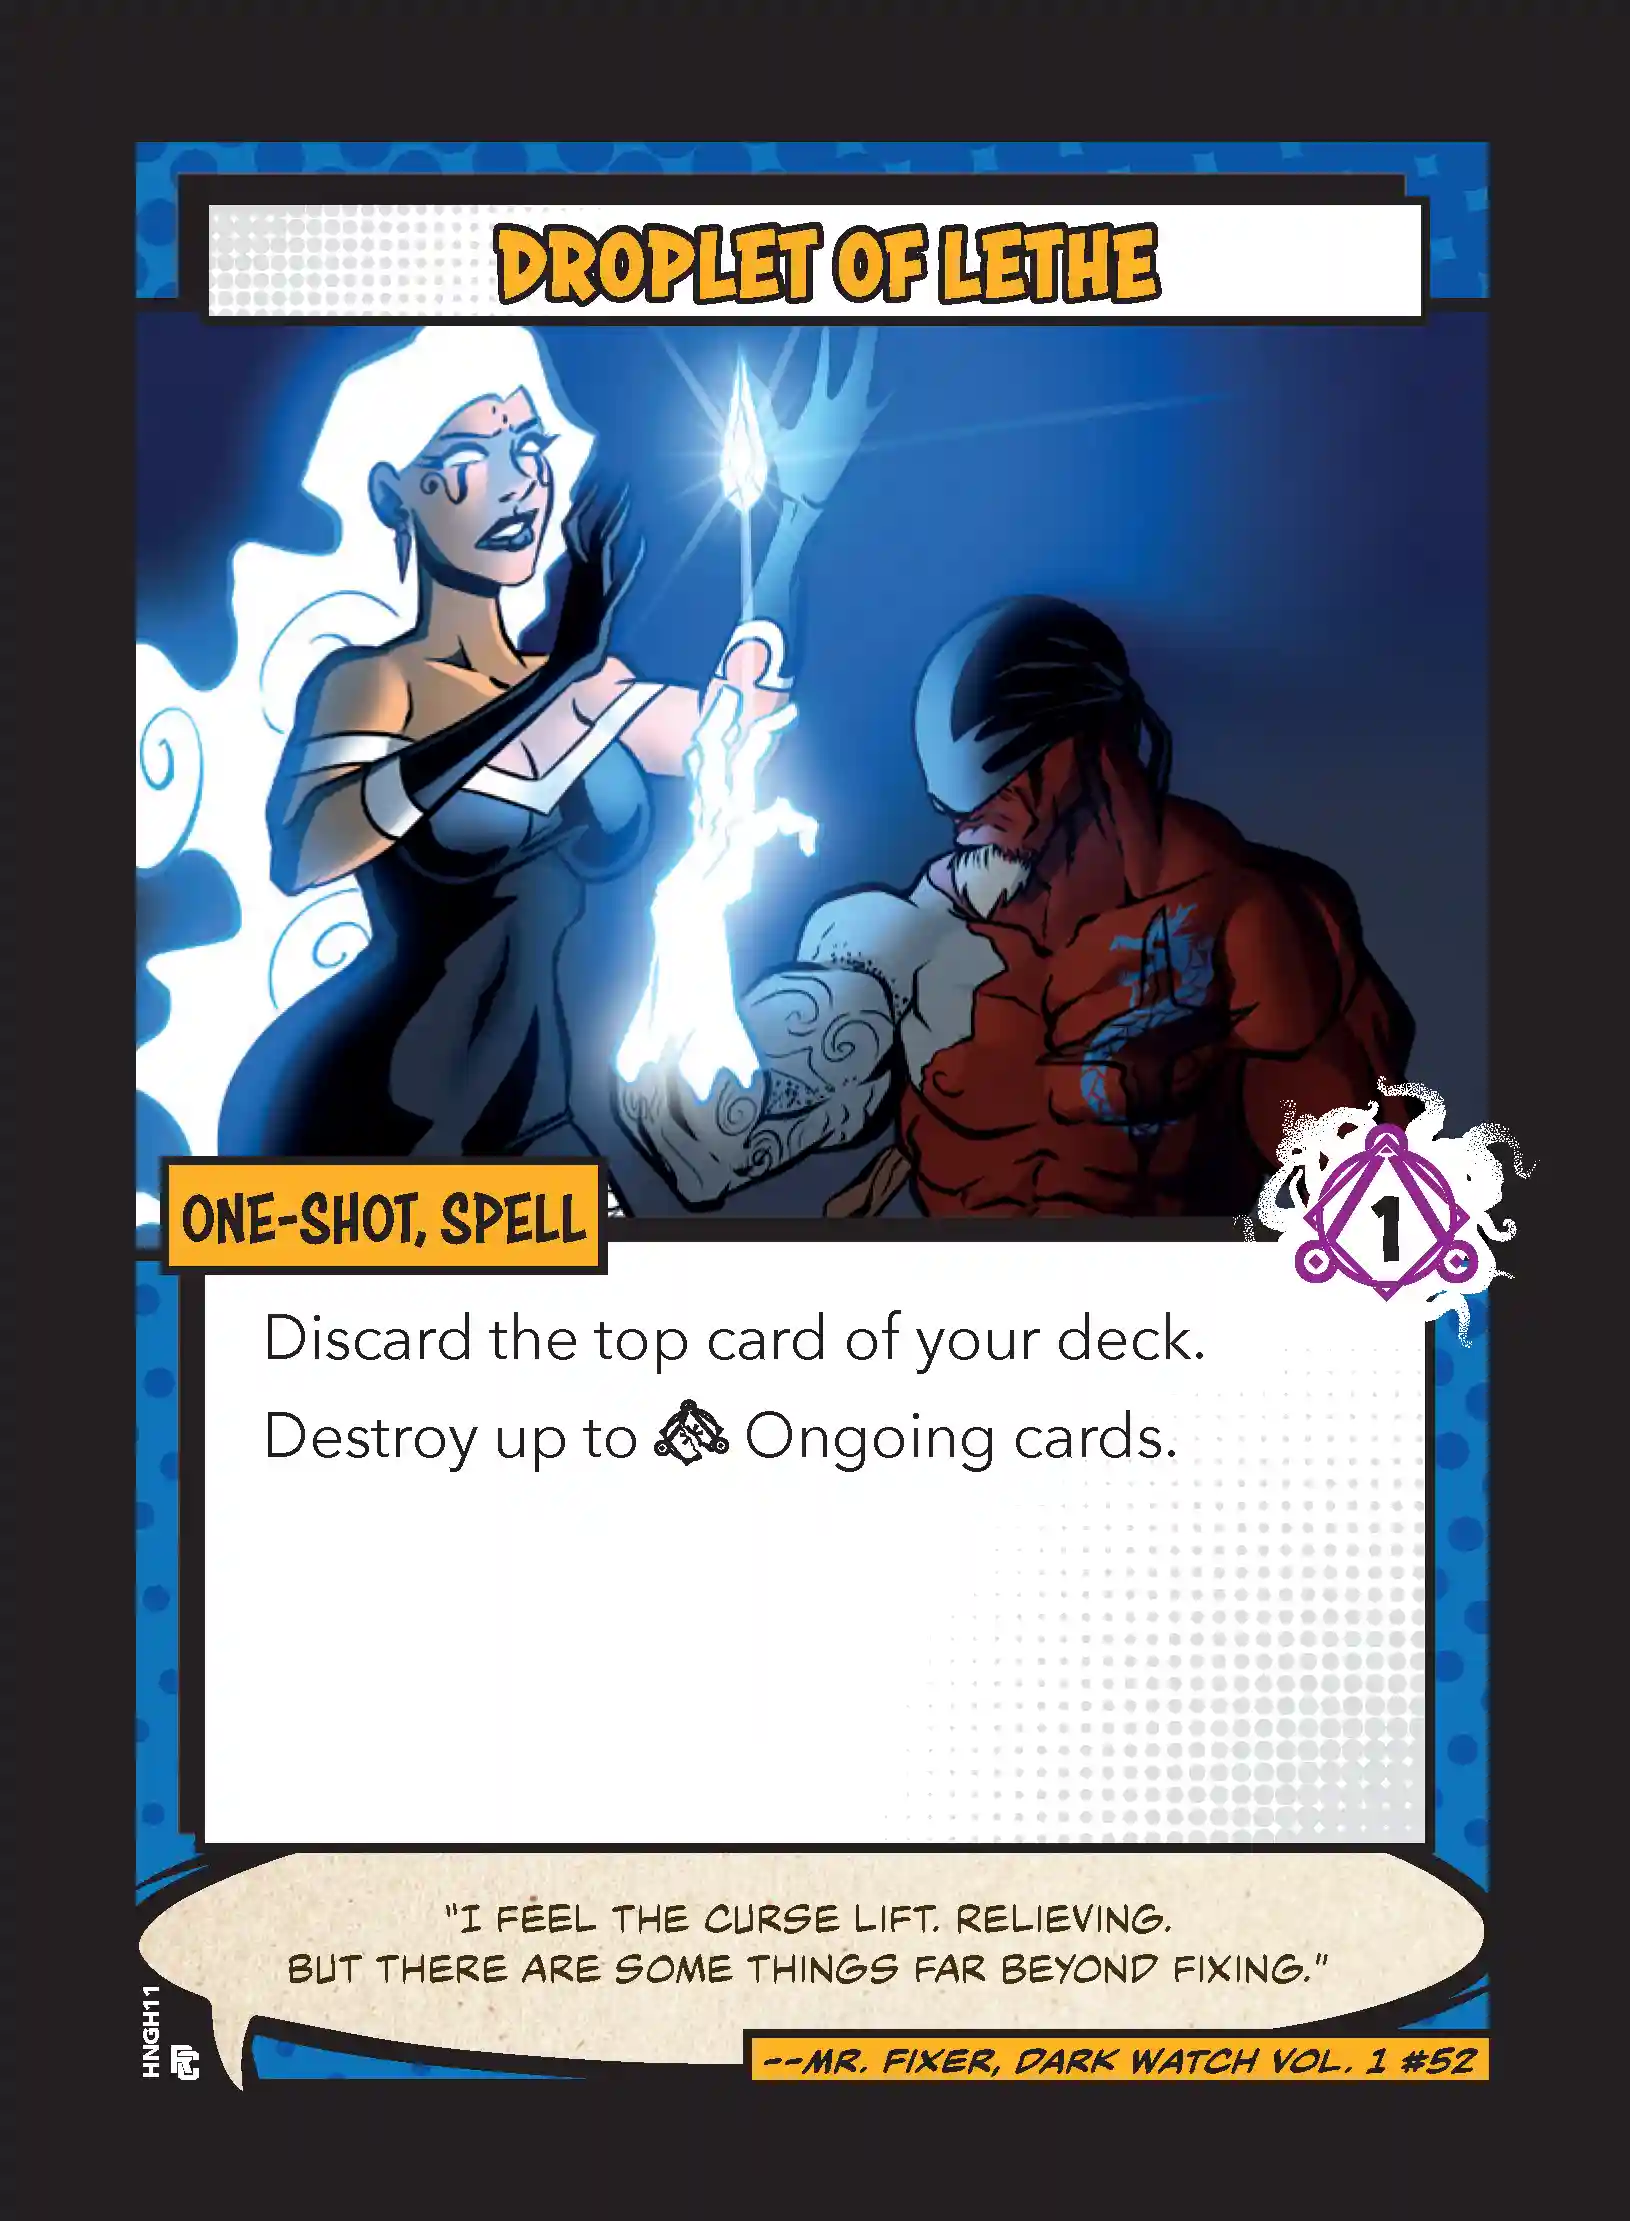 DROPLET OF LETHE
ONE-SHOT, SPELL
1
Discard the top card of your deck.
Destroy up to Ongoing cards.
"I FEEL THE CURSE LIFT. RELIEVING.
BUT THERE ARE SOME THINGS FAR BEYOND FIXING."
--MR. FIXER, DARK WATCH VOL. 1 #52
HNGH11